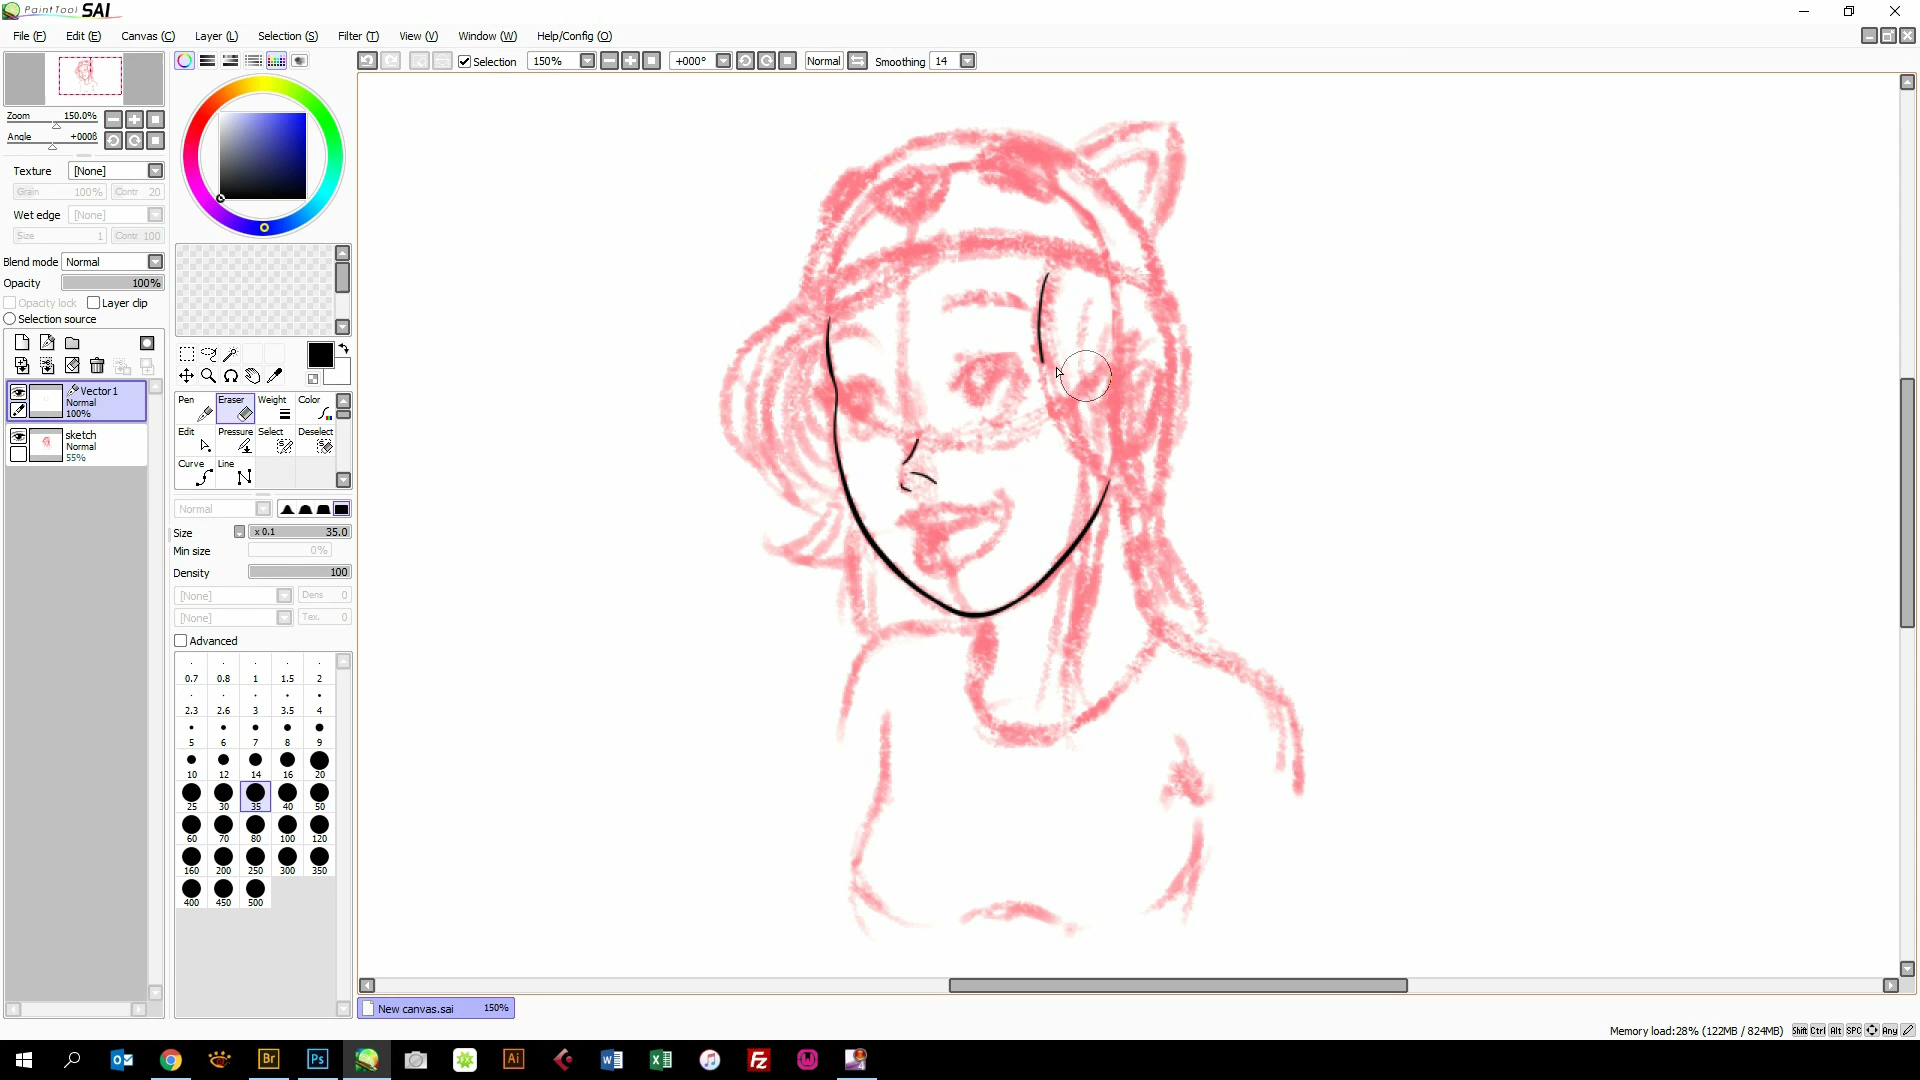 PaintTool SAI
File (F) Edit (E) Canvas (C) Layer (L) Selection (S) Filter (T) View (V) Window (W) Help/Config (O)
Selection 150% +000° Normal Smoothing 14
Zoom 150.0%
Angle +000ß
Texture [None]
Grain 100% Contr 20
Wet edge [None]
Size 1 Contr 100
Blend mode Normal
Opacity 100%
Opacity lock Layer clip
Selection source
Vector1
Normal
100%
sketch
Normal
55%
Pen Eraser Weight Color
Edit Pressure Select Deselect
Curve Line
Normal
Size x 0.1 35.0
Min size 0%
Density 100
[None] Dens 0
[None] Tex. 0
Advanced
0.7 0.8 1 1.5 2
2.3 2.6 3 3.5 4
5 6 7 8 9
10 12 14 16 20
25 30 35 40 50
60 70 80 100 120
160 200 250 300 350
400 450 500
New canvas.sai 150%
Memory load:28% (122MB / 824MB) Shift Ctrl Alt SPC Any
Br Ps Ai Fz